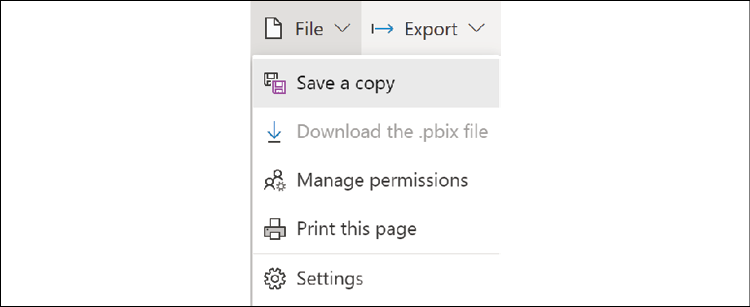 File Export
Save a copy
Download the .pbix file
Manage permissions
Print this page
Settings